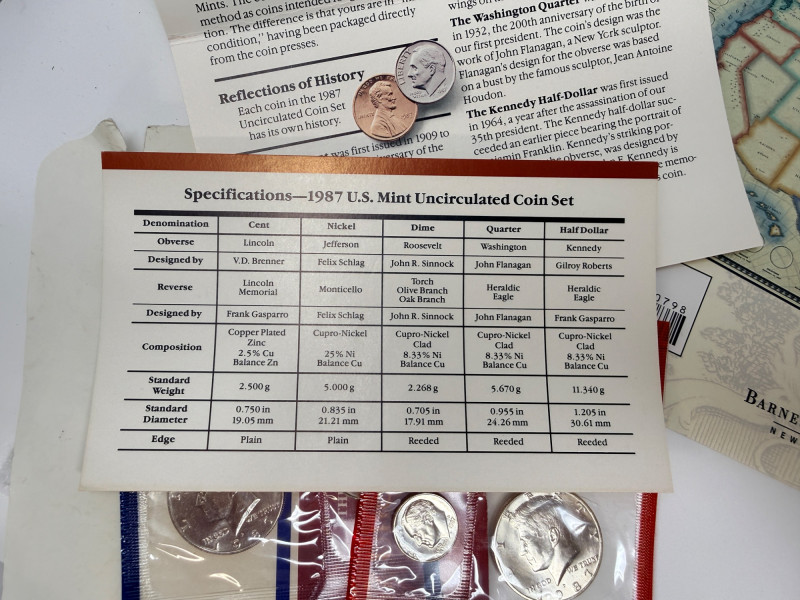 Mints. The
method as coins intended
tion. The difference is that yours are in "
condition," having been packaged directly
from the coin presses.
Reflections of History
Each coin in the 1987
Uncirculated Coin Set
has its own history.
was first issued in 1909 to
of the
wings on
The Washington Quarter
in 1932, the 200th anniversary of the birth of
our first president. The coin's design was the
work of John Flanagan, a New York sculptor.
Flanagan's design for the obverse was based
on a bust by the famous sculptor, Jean Antoine
Houdon.
The Kennedy Half-Dollar was first issued
in 1964, a year after the assassination of our
35th president. The Kennedy half-dollar suc-
ceeded an earlier piece bearing the portrait of
Franklin. Kennedy's striking por-
obverse, was designed by
Kennedy is
memo-
coin.
LIBERTY
Specifications—1987 U.S. Mint Uncirculated Coin Set
Denomination Cent Nickel Dime Quarter Half Dollar
Obverse Lincoln Jefferson Roosevelt Washington Kennedy
Designed by V.D. Brenner Felix Schlag John R. Sinnock John Flanagan Gilroy Roberts
Reverse Lincoln Memorial Monticello Torch Olive Branch Oak Branch Heraldic Eagle Heraldic Eagle
Designed by Frank Gasparro Felix Schlag John R. Sinnock John Flanagan Frank Gasparro
Composition Copper Plated Zinc 2.5% Cu Balance Zn Cupro-Nickel 25% Ni Balance Cu Cupro-Nickel Clad 8.33% Ni Balance Cu Cupro-Nickel Clad 8.33% Ni Balance Cu Cupro-Nickel Clad 8.33% Ni Balance Cu
Standard Weight 2.500 g 5.000 g 2.268 g 5.670 g 11.340 g
Standard Diameter 0.750 in 19.05 mm 0.835 in 21.21 mm 0.705 in 17.91 mm 0.955 in 24.26 mm 1.205 in 30.61 mm
Edge Plain Plain Reeded Reeded Reeded
0798
BARNE
NEW
WE TRUST
WE TRUST